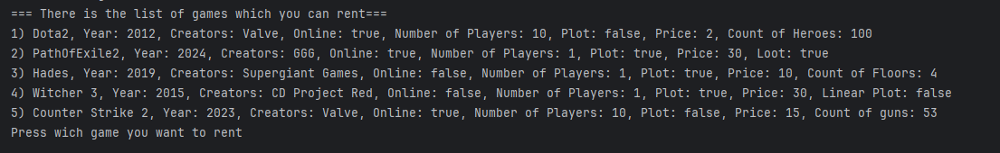 === There is the list of games which you can rent===
1) Dota2, Year: 2012, Creators: Valve, Online: true, Number of Players: 10, Plot: false, Price: 2, Count of Heroes: 100
2) PathOfExile2, Year: 2024, Creators: GGG, Online: true, Number of Players: 1, Plot: true, Price: 30, Loot: true
3) Hades, Year: 2019, Creators: Supergiant Games, Online: false, Number of Players: 1, Plot: true, Price: 10, Count of Floors: 4
4) Witcher 3, Year: 2015, Creators: CD Project Red, Online: false, Number of Players: 1, Plot: true, Price: 30, Linear Plot: false
5) Counter Strike 2, Year: 2023, Creators: Valve, Online: true, Number of Players: 10, Plot: false, Price: 15, Count of guns: 53
Press wich game you want to rent